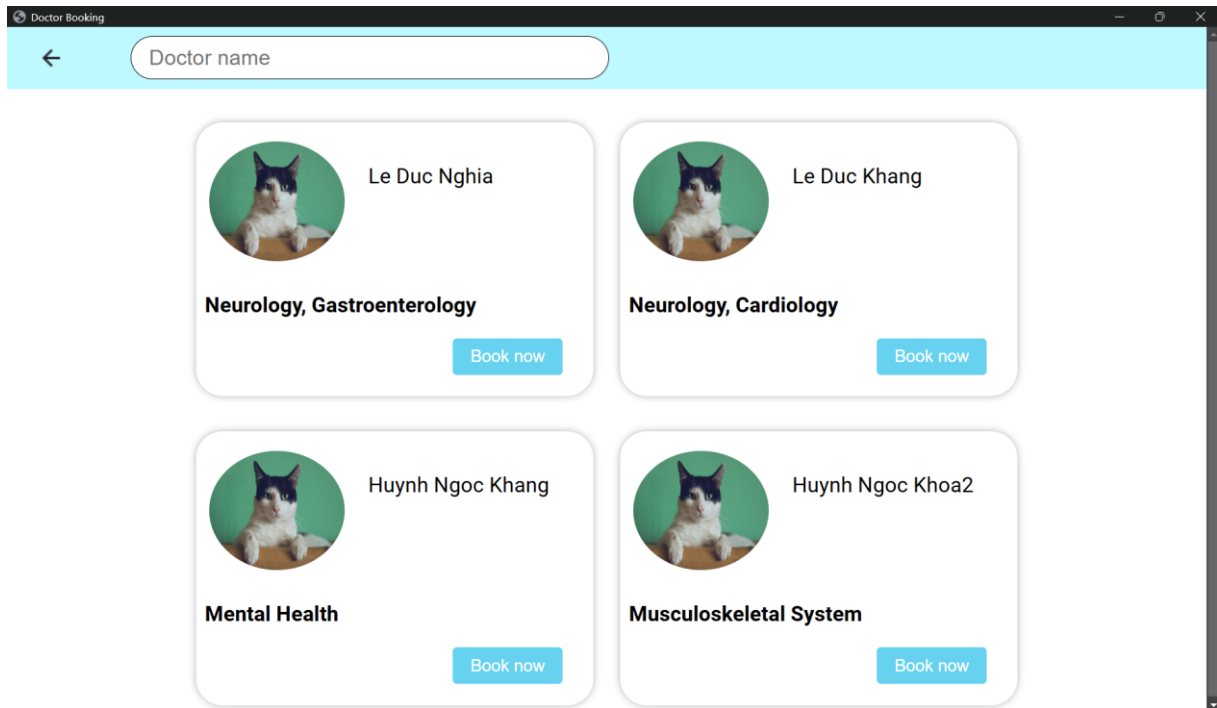 Doctor Booking
Doctor name
Le Duc Nghia
Neurology, Gastroenterology
Book now
Le Duc Khang
Neurology, Cardiology
Book now
Huynh Ngoc Khang
Mental Health
Book now
Huynh Ngoc Khoa2
Musculoskeletal System
Book now